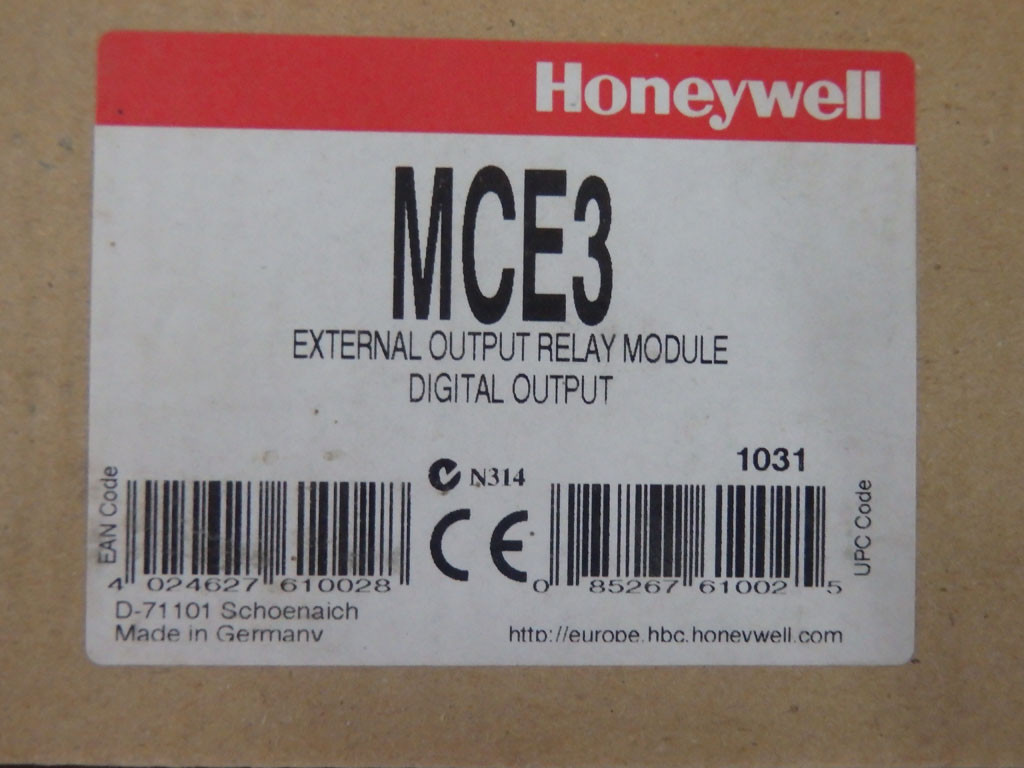 Honeywell
MCE3
EXTERNAL OUTPUT RELAY MODULE
DIGITAL OUTPUT
1031
N314
EAN Code
CE
UPC Code
4 024627 610028
0 85267 61002 5
D-71101 Schoenaich
Made in Germany
http://europe.hbc.honeywell.com